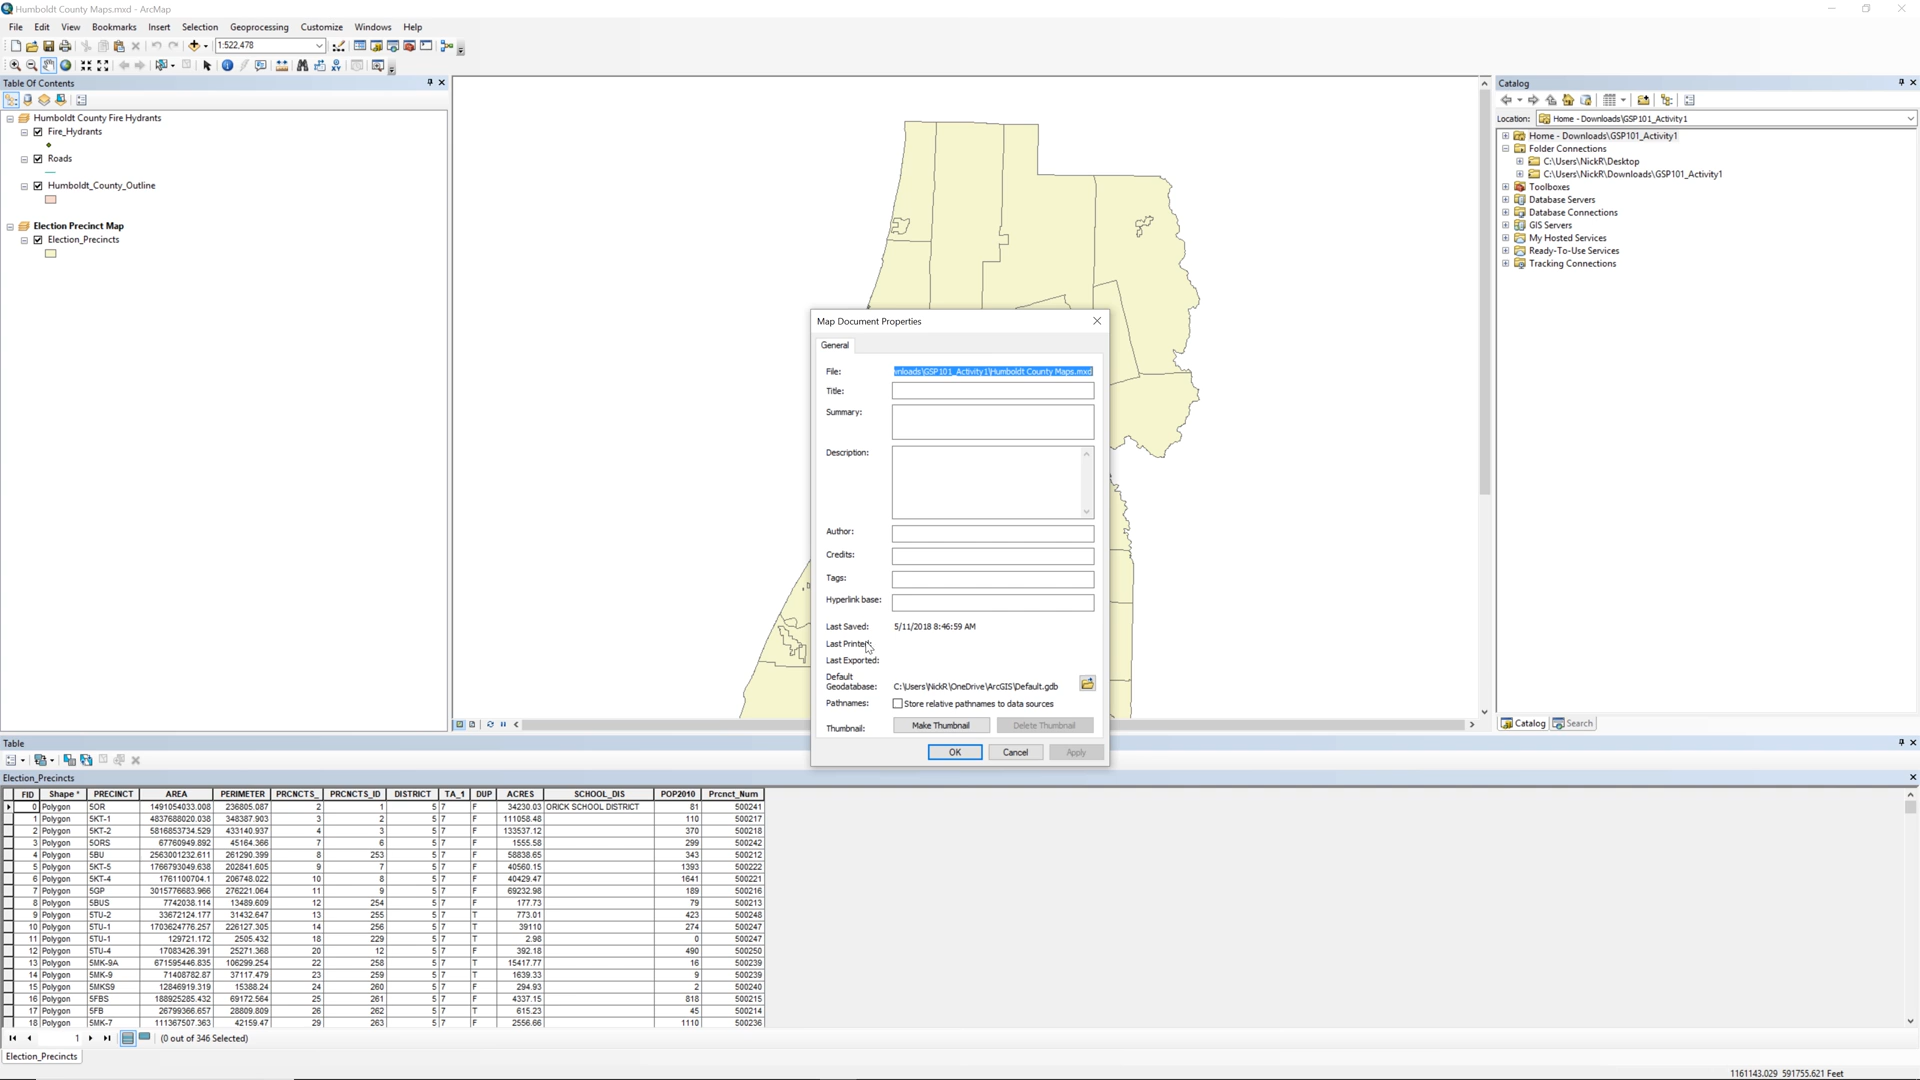 Humboldt County Maps.mxd - ArcMap
File Edit View Bookmarks Insert Selection Geoprocessing Customize Windows Help
1:522,478
Table Of Contents
Humboldt County Fire Hydrants
Fire_Hydrants
Roads
Humboldt_County_Outline
Election Precinct Map
Election_Precincts
Catalog
Location: Home - Downloads\GSP101_Activity1
Home - Downloads\GSP101_Activity1
Folder Connections
C:\Users\NickR\Desktop
C:\Users\NickR\Downloads\GSP101_Activity1
Toolboxes
Database Servers
Database Connections
GIS Servers
My Hosted Services
Ready-To-Use Services
Tracking Connections
Catalog Search
Map Document Properties
General
File: wnloads\GSP101_Activity1\Humboldt County Maps.mxd
Title:
Summary:
Description:
Author:
Credits:
Tags:
Hyperlink base:
Last Saved: 5/11/2018 8:46:59 AM
Last Printed:
Last Exported:
Default
Geodatabase: C:\Users\NickR\OneDrive\ArcGIS\Default.gdb
Pathnames: Store relative pathnames to data sources
Thumbnail: Make Thumbnail Delete Thumbnail
OK Cancel Apply
Table
Election_Precincts
FID Shape * PRECINCT AREA PERIMETER PRCNCTS_ PRCNCTS_ID DISTRICT TA_1 DUP ACRES SCHOOL_DIS POP2010 Prcnct_Num
0 Polygon 5OR 1491054033.008 236805.087 2 1 5 7 F 34230.03 ORICK SCHOOL DISTRICT 81 500241
1 Polygon 5KT-1 4837688020.038 348387.903 3 2 5 7 F 111058.48 110 500217
2 Polygon 5KT-2 5816853734.529 433140.937 4 3 5 7 F 133537.12 370 500218
3 Polygon 5ORS 67760949.892 45164.366 7 6 5 7 F 1555.58 299 500242
4 Polygon 5BU 2563001232.611 261290.399 8 253 5 7 F 58838.65 343 500212
5 Polygon 5KT-5 1766793049.638 202841.605 9 7 5 7 F 40560.15 1393 500222
6 Polygon 5KT-4 1761100704.1 206748.022 10 8 5 7 F 40429.47 1641 500221
7 Polygon 5GP 3015776683.966 276221.064 11 9 5 7 F 69232.98 189 500216
8 Polygon 5BUS 7742038.114 13489.609 12 254 5 7 F 177.73 79 500213
9 Polygon 5TU-2 33672124.177 31432.647 13 255 5 7 T 773.01 423 500248
10 Polygon 5TU-1 1703624776.257 226127.305 14 256 5 7 T 39110 274 500247
11 Polygon 5TU-1 129721.172 2505.432 18 229 5 7 T 2.98 0 500247
12 Polygon 5TU-4 17083426.391 25271.368 20 12 5 7 F 392.18 490 500250
13 Polygon 5MK-9A 671595446.835 106299.254 22 258 5 7 T 15417.77 16 500239
14 Polygon 5MK-9 71408782.87 37117.479 23 259 5 7 T 1639.33 9 500239
15 Polygon 5MKS9 12846919.319 15388.24 24 260 5 7 F 294.93 2 500240
16 Polygon 5FBS 188925285.432 69172.564 25 261 5 7 F 4337.15 818 500215
17 Polygon 5FB 26799366.657 28809.809 26 262 5 7 T 615.23 45 500214
18 Polygon 5MK-7 111367507.363 42159.47 29 263 5 7 F 2556.66 1110 500236
1 (0 out of 346 Selected)
Election_Precincts
1161143.029 591755.621 Feet